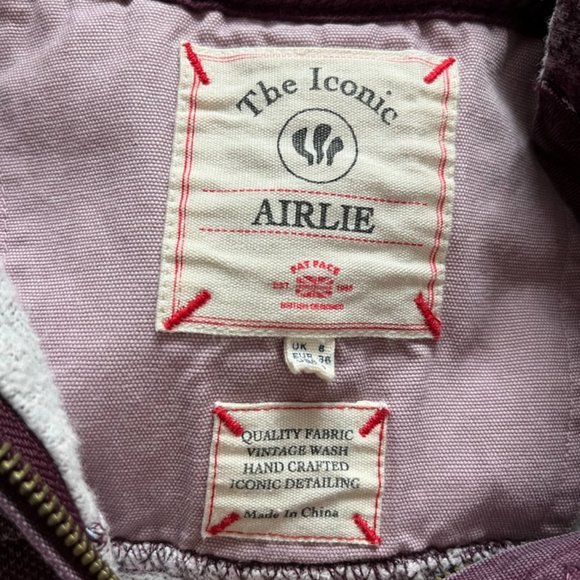 The Iconic
AIRLIE
FAT FACE
EST. 1988
BRITISH DESIGNED
UK 8
EUR 36
QUALITY FABRIC
VINTAGE WASH
HAND CRAFTED
ICONIC DETAILING
Made in China